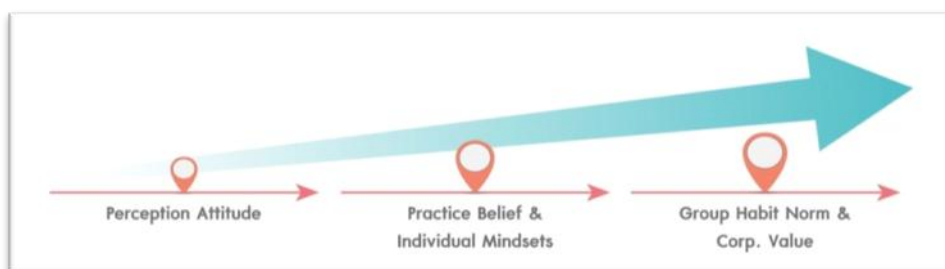 Perception Attitude
Practice Belief &
Individual Mindsets
Group Habit Norm &
Corp. Value